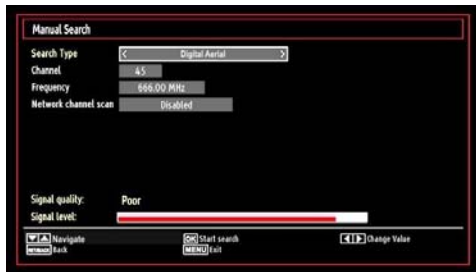 Manual Search
Search Type < Digital Aerial >
Channel 45
Frequency 666.00 MHz
Network channel scan Disabled
Signal quality: Poor
Signal level:
Navigate OK Start search Change Value
Back MENU Exit